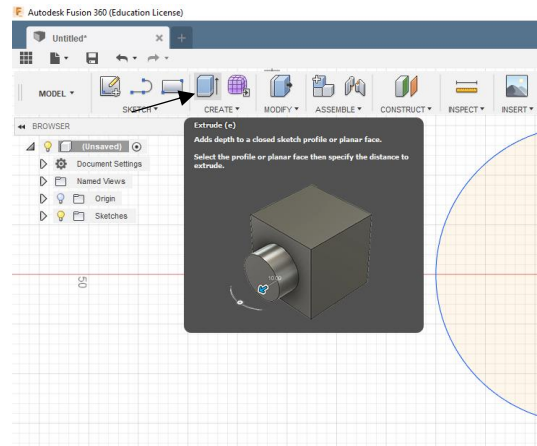 Autodesk Fusion 360 (Education License)
Untitled*
MODEL
SKETCH
CREATE
MODIFY
ASSEMBLE
CONSTRUCT
INSPECT
INSERT
BROWSER
(Unsaved)
Document Settings
Named Views
Origin
Sketches
Extrude (e)
Adds depth to a closed sketch profile or planar face.
Select the profile or planar face then specify the distance to
extrude.
10.00
50